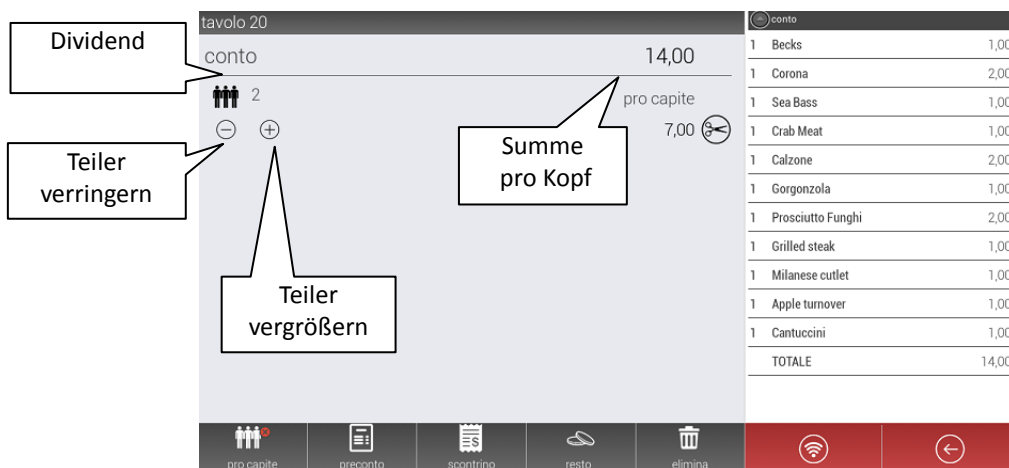 tavolo 20
conto
14,00
2
pro capite
7,00
Dividend
Teiler
verringern
Teiler
vergrößern
Summe
pro Kopf
conto
1 Becks 1,00
1 Corona 2,00
1 Sea Bass 1,00
1 Crab Meat 1,00
1 Calzone 2,00
1 Gorgonzola 1,00
1 Prosciutto Funghi 2,00
1 Grilled steak 1,00
1 Milanese cutlet 1,00
1 Apple turnover 1,00
1 Cantuccini 1,00
TOTALE 14,00
pro capite
preconto
scontrino
resto
elimina